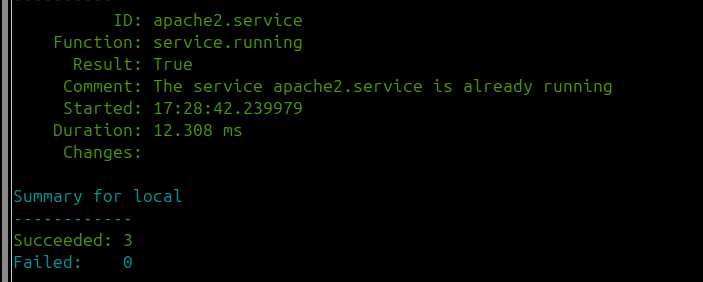 ----------
ID: apache2.service
Function: service.running
Result: True
Comment: The service apache2.service is already running
Started: 17:28:42.239979
Duration: 12.308 ms
Changes:
Summary for local
------------
Succeeded: 3
Failed:    0